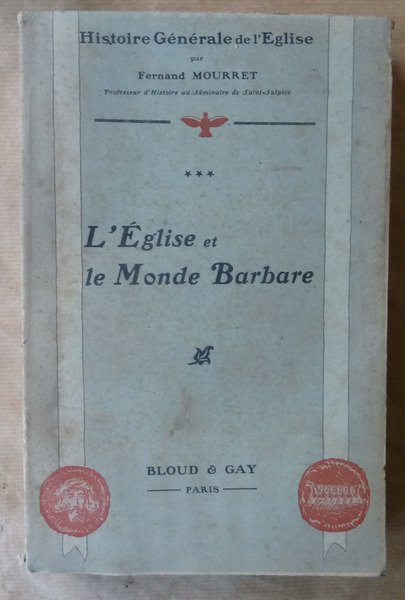 Histoire Générale de l'Eglise
par
Fernand MOURRET
Professeur d'Histoire au Séminaire de Saint-Sulpice
***
L'Église et
le Monde Barbare
BLOUD & GAY
PARIS